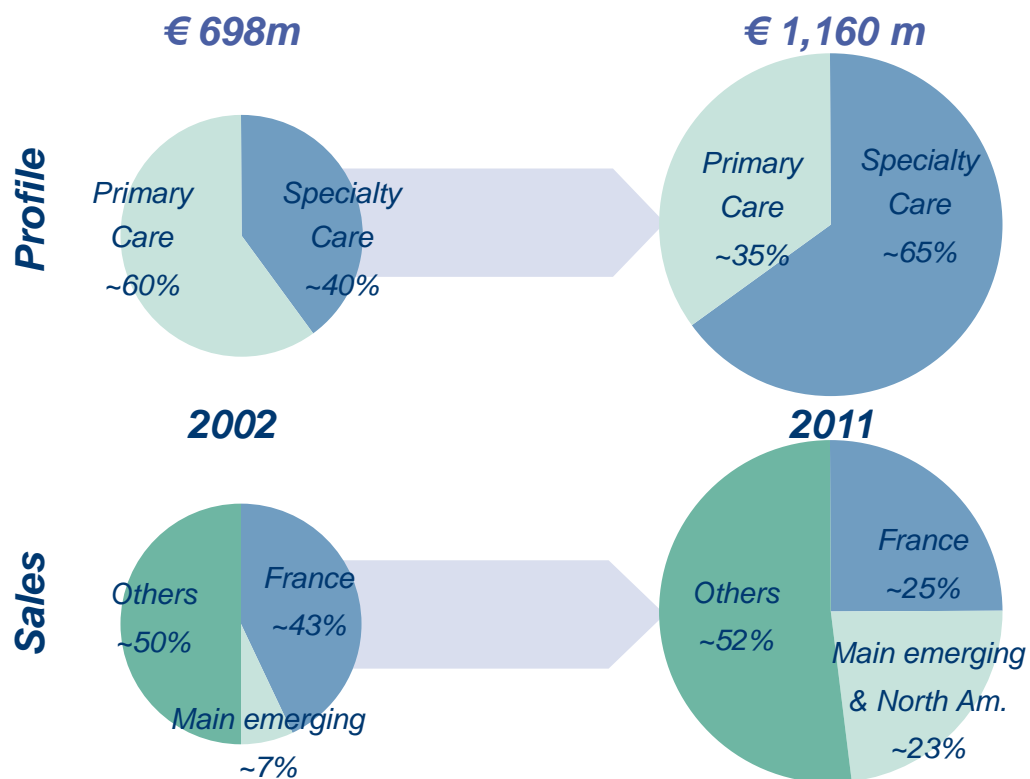 € 698m
€ 1,160 m
Profile
Primary
Care
~60%
Specialty
Care
~40%
Primary
Care
~35%
Specialty
Care
~65%
2002
2011
Sales
Others
~50%
France
~43%
Main emerging
~7%
Others
~52%
France
~25%
Main emerging
& North Am.
~23%